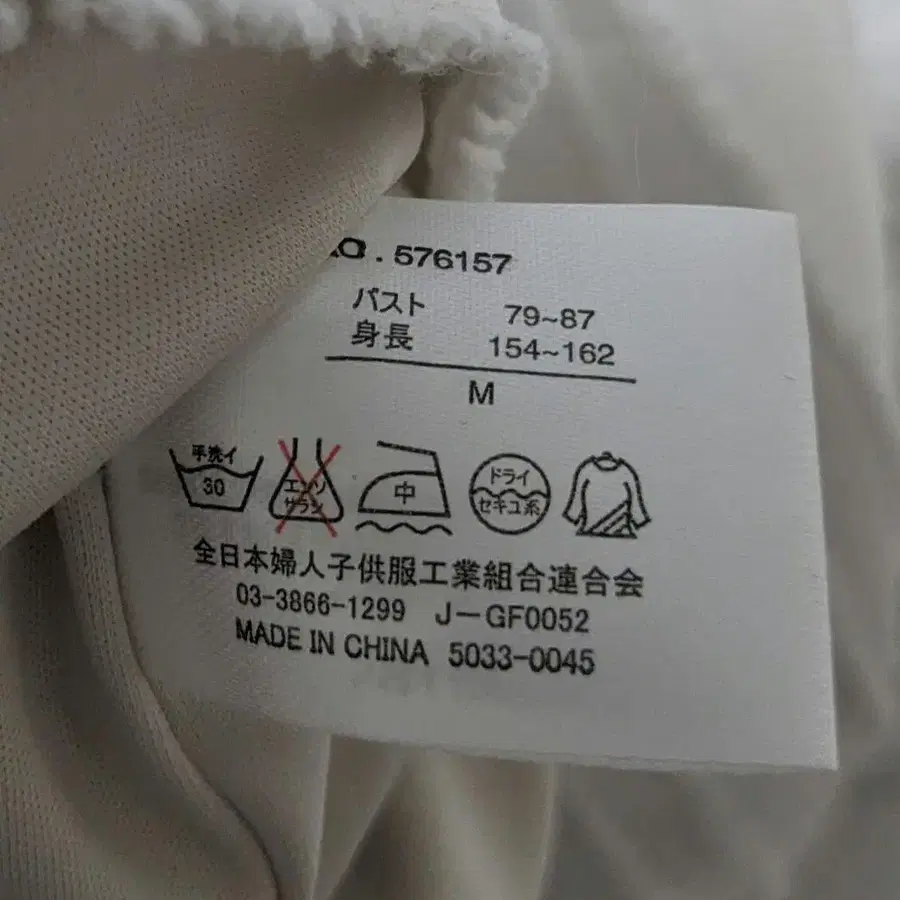 . 576157
バスト 79~87
身長 154~162
M
手洗イ
30
エンソ
サラシ
中
ドライ
セキユ系
全日本婦人子供服工業組合連合会
03-3866-1299 J-GF0052
MADE IN CHINA 5033-0045